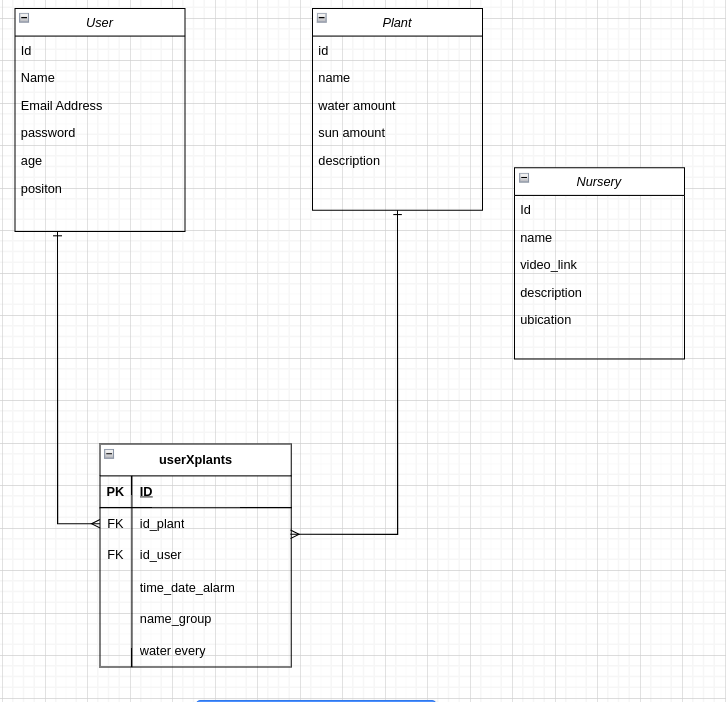 User
Id
Name
Email Address
password
age
positon
Plant
id
name
water amount
sun amount
description
Nursery
Id
name
video_link
description
ubication
userXplants
PK ID
FK id_plant
FK id_user
time_date_alarm
name_group
water every